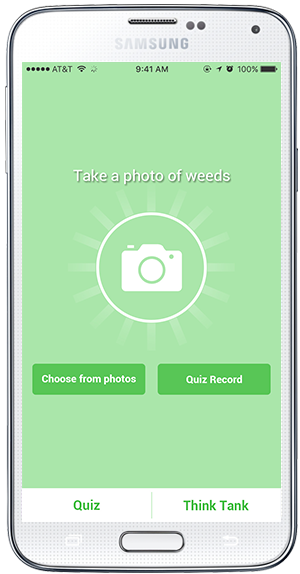 SAMSUNG
AT&T 9:41 AM 100%
Take a photo of weeds
Choose from photos Quiz Record
Quiz Think Tank